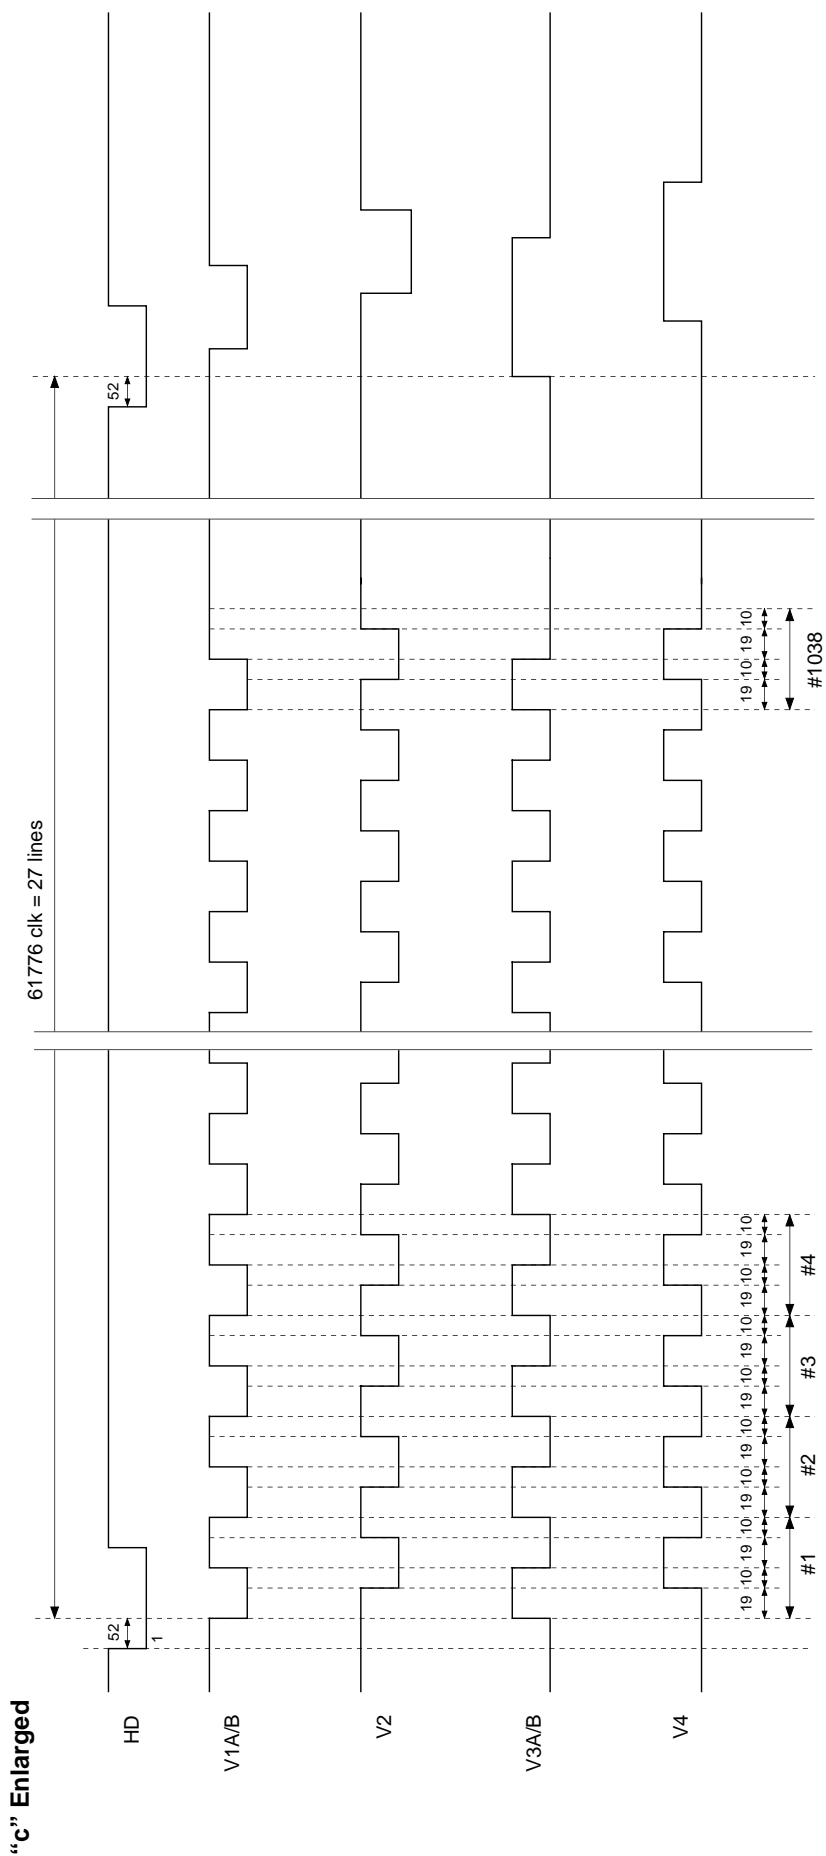 “c” Enlarged
61776 clk = 27 lines
HD
52
1
52
V1A/B
V2
V3A/B
V4
19 10 19 10 19 10 19 10 19 10 19 10 19 10 19 10 19 10 19 10
#1 #2 #3 #4 #1038